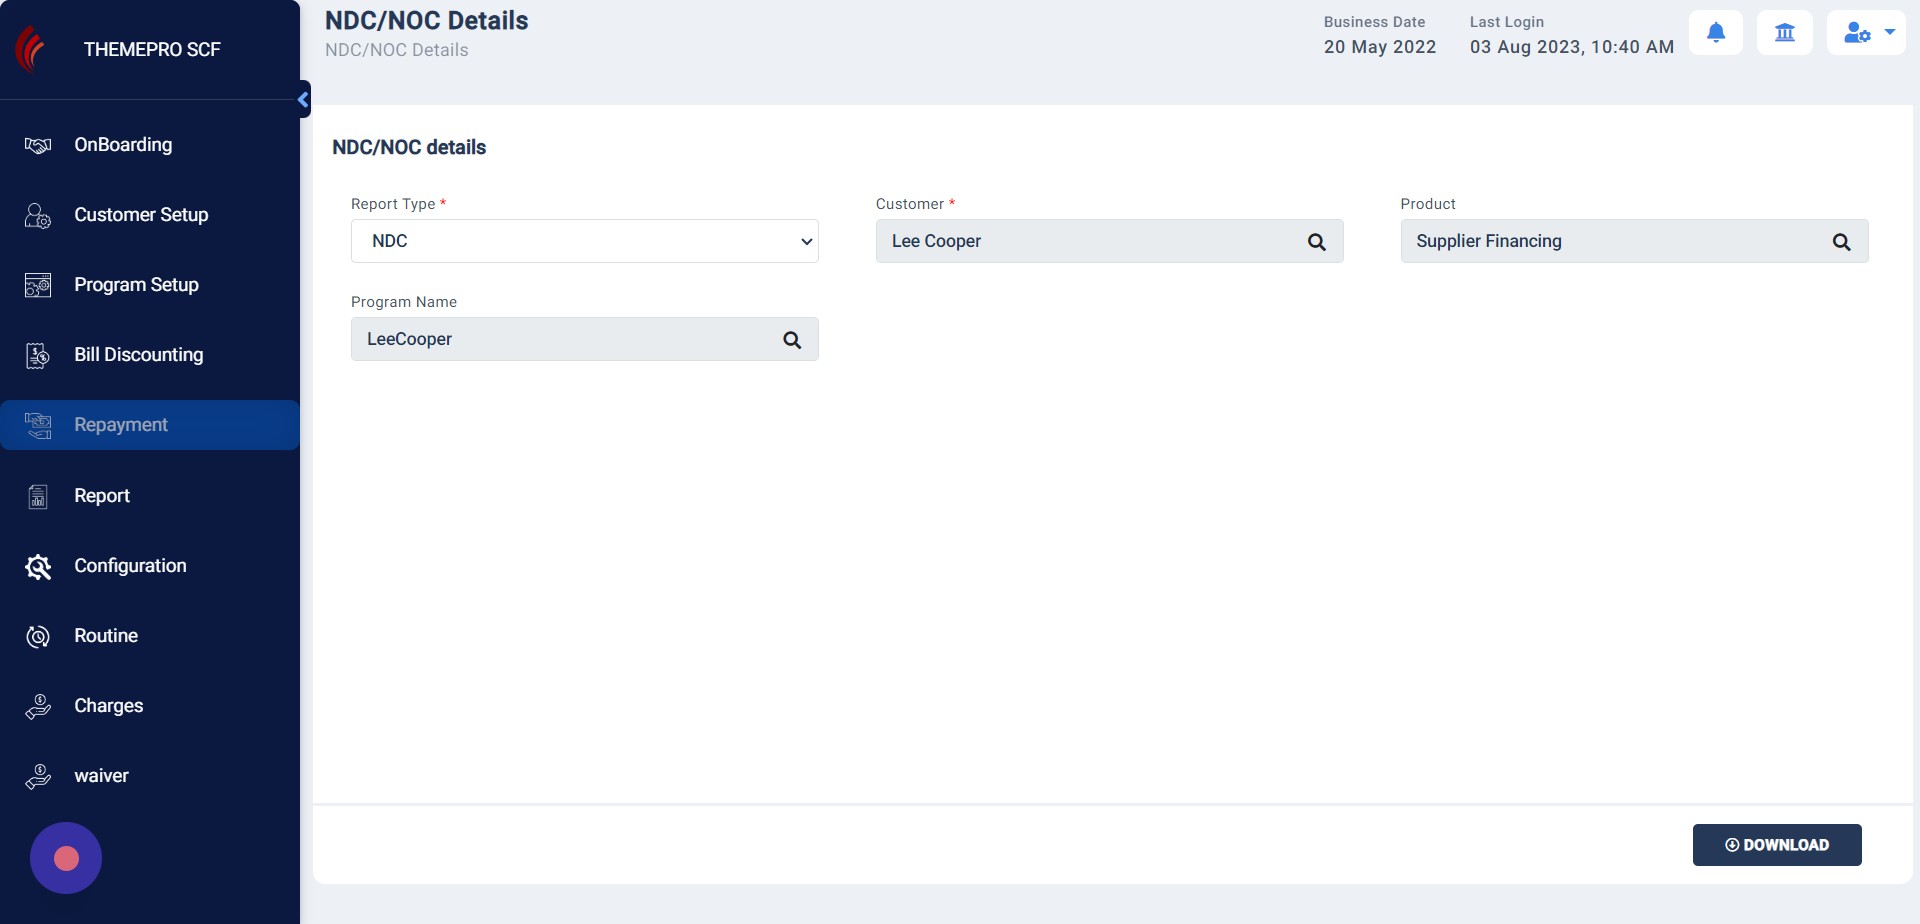 THEMEPRO SCF
OnBoarding
Customer Setup
Program Setup
Bill Discounting
Repayment
Report
Configuration
Routine
Charges
waiver
NDC/NOC Details
NDC/NOC Details
Business Date
20 May 2022
Last Login
03 Aug 2023, 10:40 AM
NDC/NOC details
Report Type *
NDC
Customer *
Lee Cooper
Product
Supplier Financing
Program Name
LeeCooper
DOWNLOAD